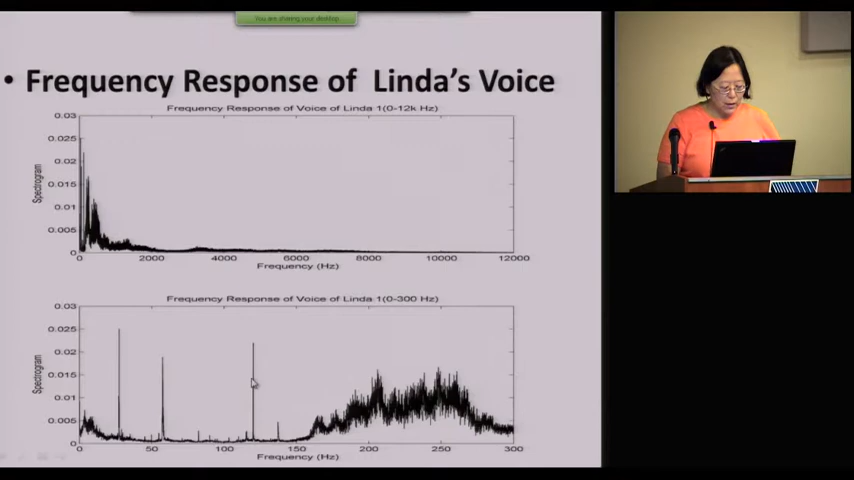 You are sharing your desktop
• Frequency Response of Linda's Voice
Frequency Response of Voice of Linda 1(0-12k Hz)
0.03
0.025
0.02
0.015
0.01
0.005
0
Spectrogram
0 2000 4000 6000 8000 10000 12000
Frequency (Hz)
Frequency Response of Voice of Linda 1(0-300 Hz)
0.03
0.025
0.02
0.015
0.01
0.005
0
Spectrogram
0 50 100 150 200 250 300
Frequency (Hz)